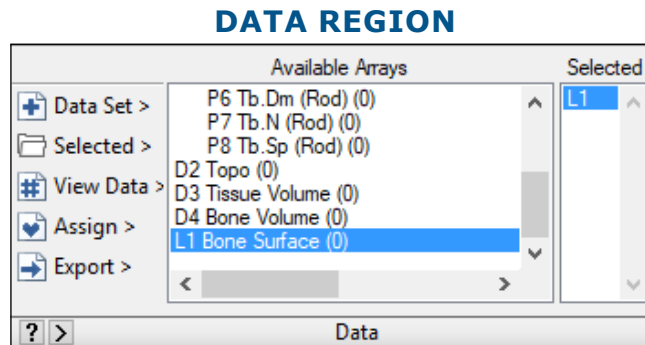 DATA REGION
Available Arrays
Selected
Data Set >
Selected >
View Data >
Assign >
Export >
P6 Tb.Dm (Rod) (0)
P7 Tb.N (Rod) (0)
P8 Tb.Sp (Rod) (0)
D2 Topo (0)
D3 Tissue Volume (0)
D4 Bone Volume (0)
L1 Bone Surface (0)
L1
? >
Data